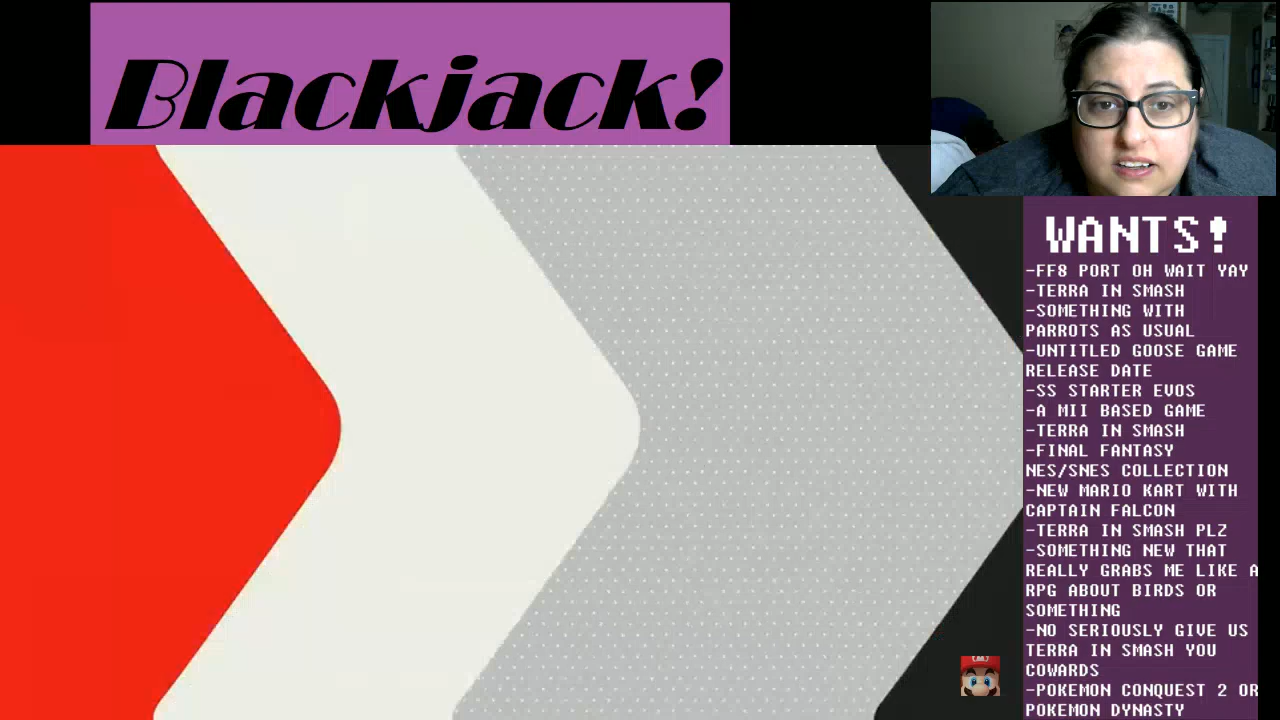 Blackjack!
WANTS!
-FF8 PORT OH WAIT YAY
-TERRA IN SMASH
-SOMETHING WITH
PARROTS AS USUAL
-UNTITLED GOOSE GAME
RELEASE DATE
-SS STARTER EVOS
-A MII BASED GAME
-TERRA IN SMASH
-FINAL FANTASY
NES/SNES COLLECTION
-NEW MARIO KART WITH
CAPTAIN FALCON
-TERRA IN SMASH PLZ
-SOMETHING NEW THAT
REALLY GRABS ME LIKE A
RPG ABOUT BIRDS OR
SOMETHING
-NO SERIOUSLY GIVE US
TERRA IN SMASH YOU
COWARDS
-POKEMON CONQUEST 2 OR
POKEMON DYNASTY
M